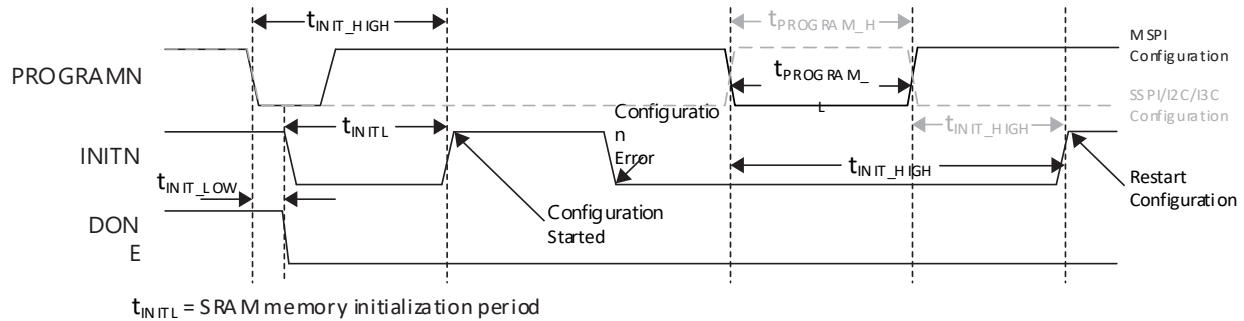 tINIT_HIGH
tPROGRAM_H
MSPI
Configuration
PROGRAMN
tPROGRAM_
L
SSPI/I2C/I3C
Configuration
Configuratio
n
Error
tINITL
tINIT_HIGH
INITN
tINIT_HIGH
tINIT_LOW
Restart
Configuration
Configuration
Started
DON
E
tINITL = SRAM memory initialization period